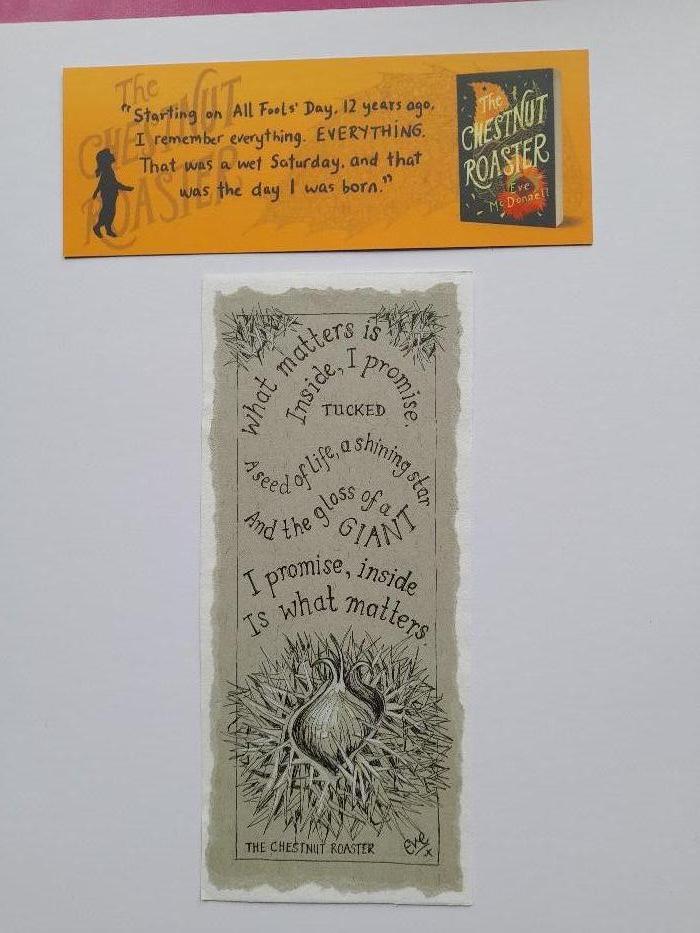 The
CHESTNUT
ROASTER
"Starting on All Fools' Day, 12 years ago,
I remember everything. EVERYTHING.
That was a wet Saturday, and that
was the day I was born."
The
CHESTNUT
ROASTER
Eve
McDonnell
What matters is
Inside, I promise.
TUCKED
A seed of life, a shining star
And the gloss of a
GIANT
I promise, inside
Is what matters.
THE CHESTNUT ROASTER
eve
x